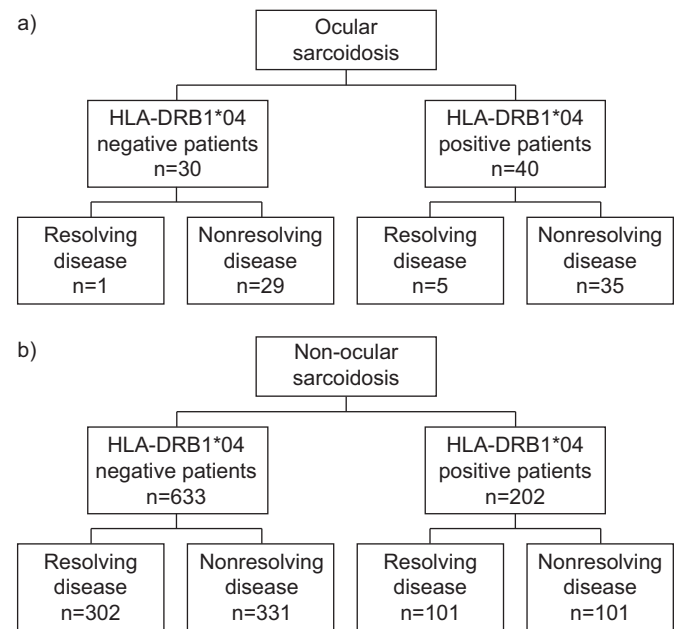 a)
Ocular
sarcoidosis
HLA-DRB1*04
negative patients
n=30
HLA-DRB1*04
positive patients
n=40
Resolving
disease
n=1
Nonresolving
disease
n=29
Resolving
disease
n=5
Nonresolving
disease
n=35
b)
Non-ocular
sarcoidosis
HLA-DRB1*04
negative patients
n=633
HLA-DRB1*04
positive patients
n=202
Resolving
disease
n=302
Nonresolving
disease
n=331
Resolving
disease
n=101
Nonresolving
disease
n=101